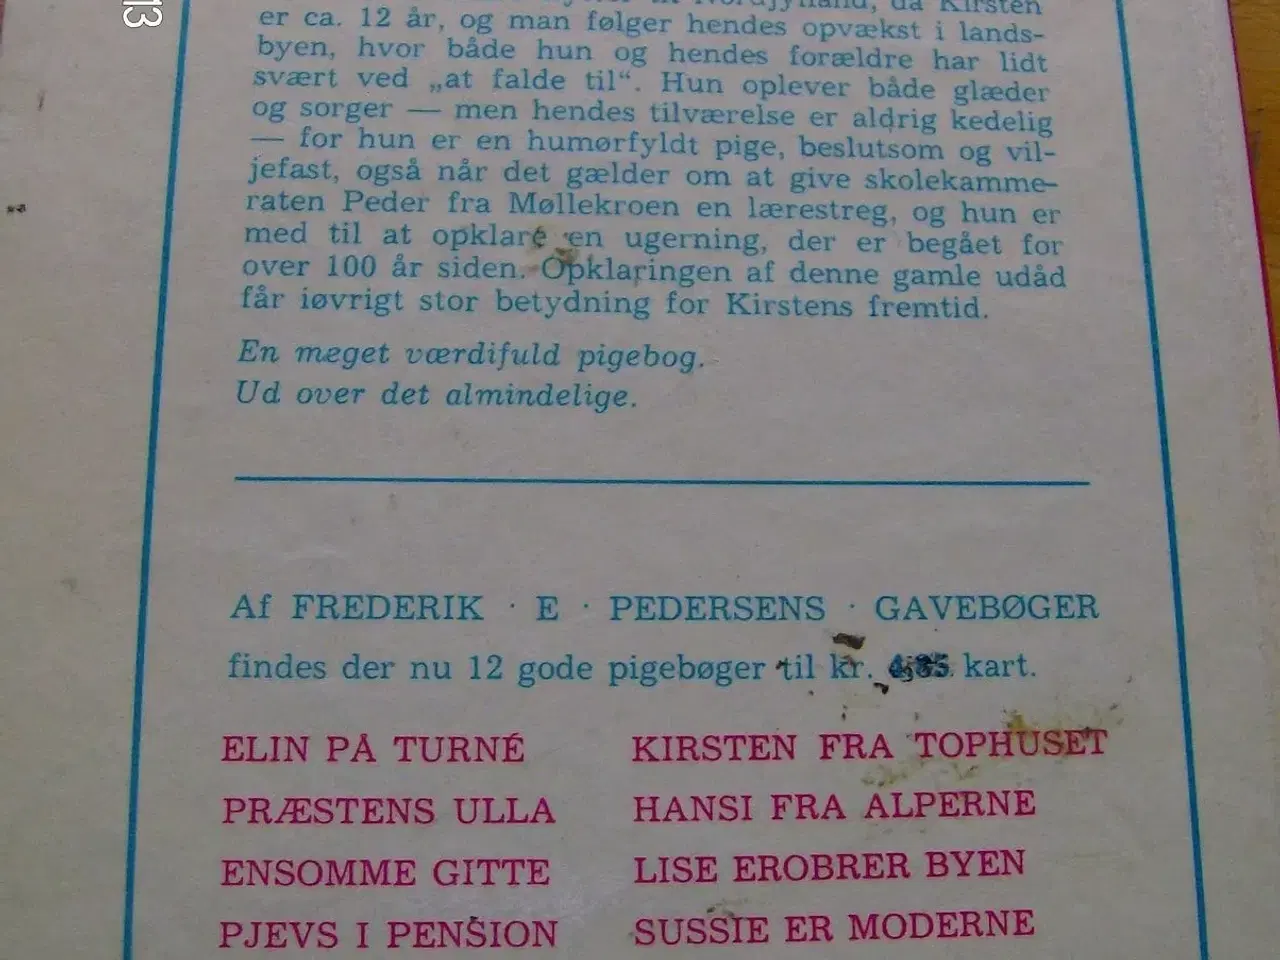 13
Nordjylland, da Kirsten
er ca. 12 år, og man følger hendes opvækst i lands-
byen, hvor både hun og hendes forældre har lidt
svært ved „at falde til“. Hun oplever både glæder
og sorger — men hendes tilværelse er aldrig kedelig
— for hun er en humørfyldt pige, beslutsom og vil-
jefast, også når det gælder om at give skolekamme-
raten Peder fra Møllekroen en lærestreg, og hun er
med til at opklare en ugerning, der er begået for
over 100 år siden. Opklaringen af denne gamle udåd
får iøvrigt stor betydning for Kirstens fremtid.
En meget værdifuld pigebog.
Ud over det almindelige.
Af FREDERIK · E · PEDERSENS · GAVEBØGER
findes der nu 12 gode pigebøger til kr. kart.
ELIN PÅ TURNÉ KIRSTEN FRA TOPHUSET
PRÆSTENS ULLA HANSI FRA ALPERNE
ENSOMME GITTE LISE EROBRER BYEN
PJEVS I PENSION SUSSIE ER MODERNE